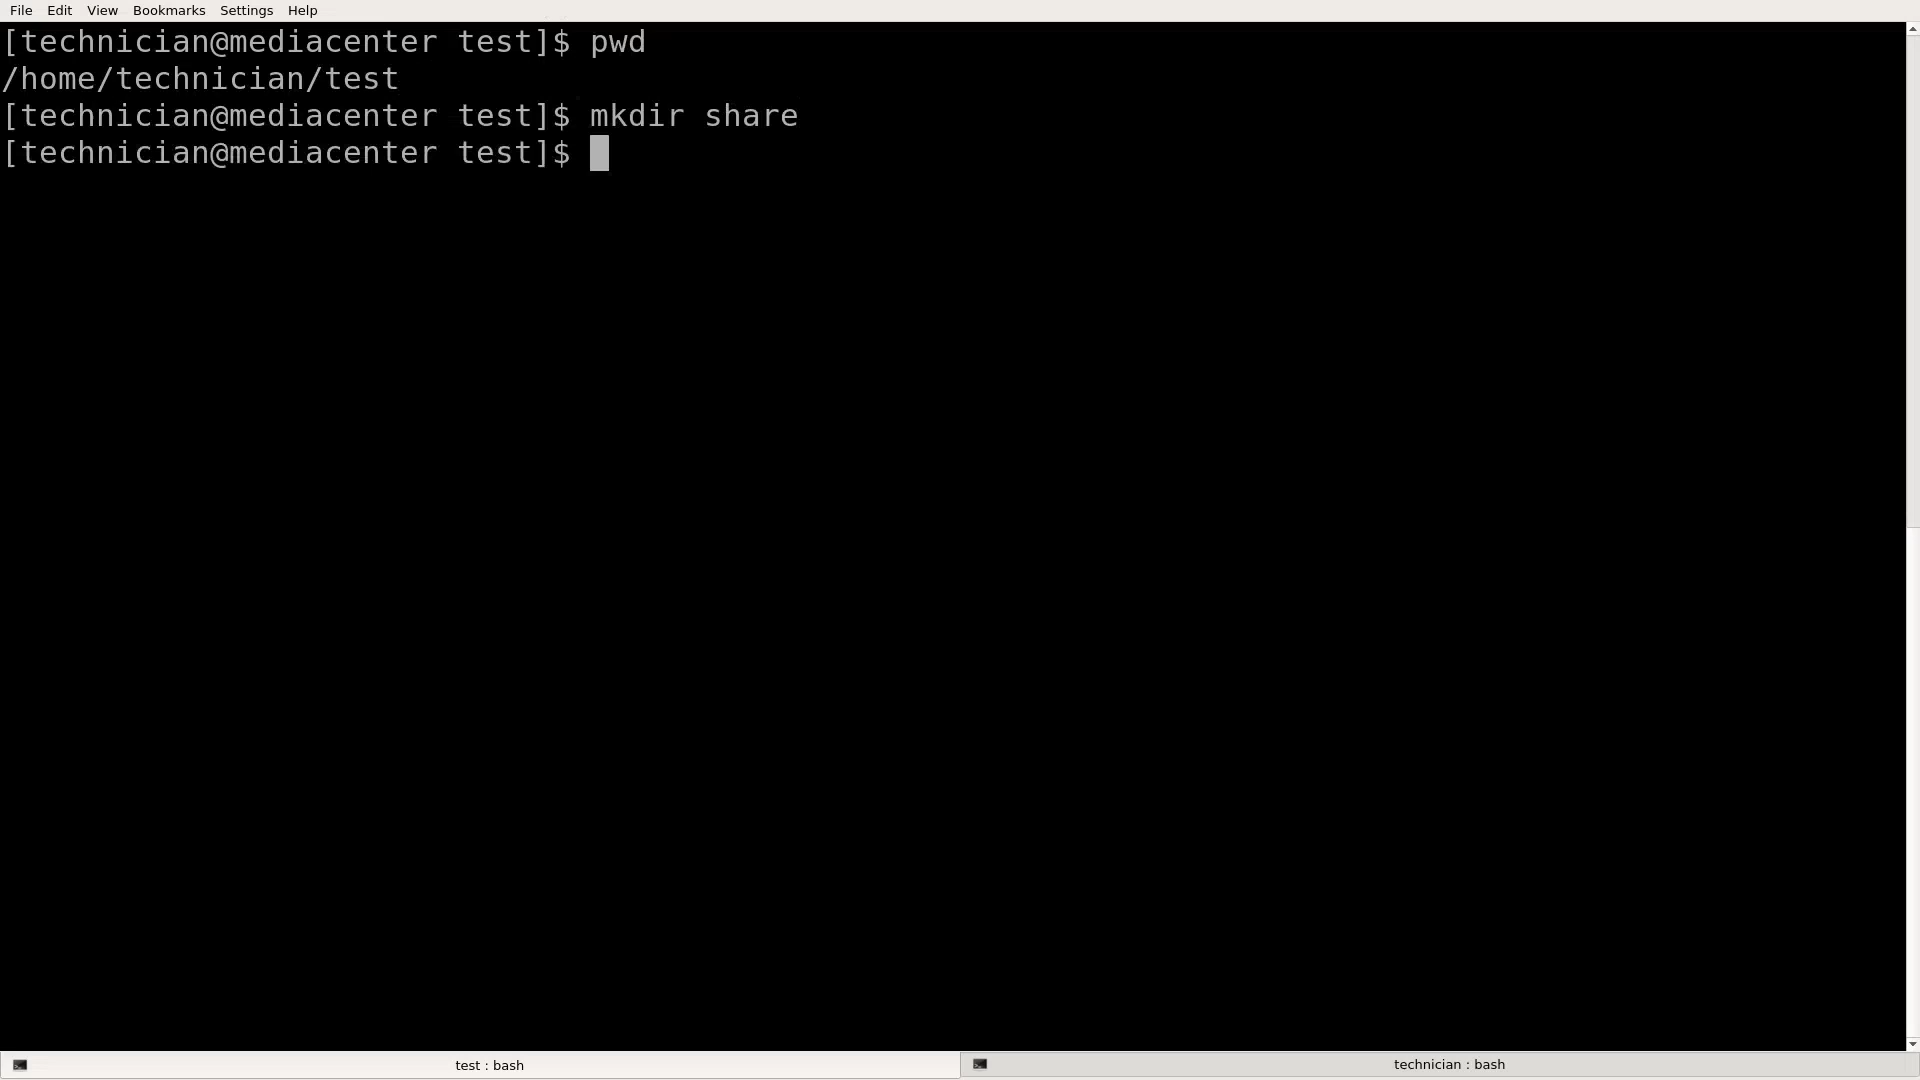 File Edit View Bookmarks Settings Help
[technician@mediacenter test]$ pwd
/home/technician/test
[technician@mediacenter test]$ mkdir share
[technician@mediacenter test]$
test : bash
technician : bash